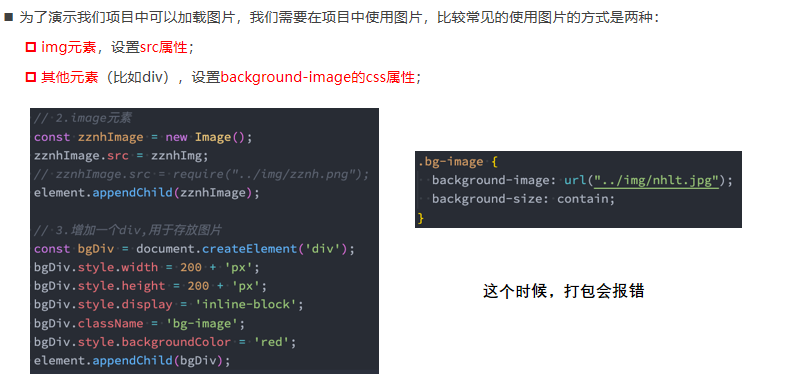 为了演示我们项目中可以加载图片，我们需要在项目中使用图片，比较常见的使用图片的方式是两种：
img元素，设置src属性；
其他元素（比如div），设置background-image的css属性；
// 2.image元素
const zznhImage = new Image();
zznhImage.src = zznhImg;
// zznhImage.src = require("../img/zznh.png");
element.appendChild(zznhImage);
// 3.增加一个div,用于存放图片
const bgDiv = document.createElement('div');
bgDiv.style.width = 200 + 'px';
bgDiv.style.height = 200 + 'px';
bgDiv.style.display = 'inline-block';
bgDiv.className = 'bg-image';
bgDiv.style.backgroundColor = 'red';
element.appendChild(bgDiv);
.bg-image {
background-image: url("../img/nhlt.jpg");
background-size: contain;
}
这个时候，打包会报错